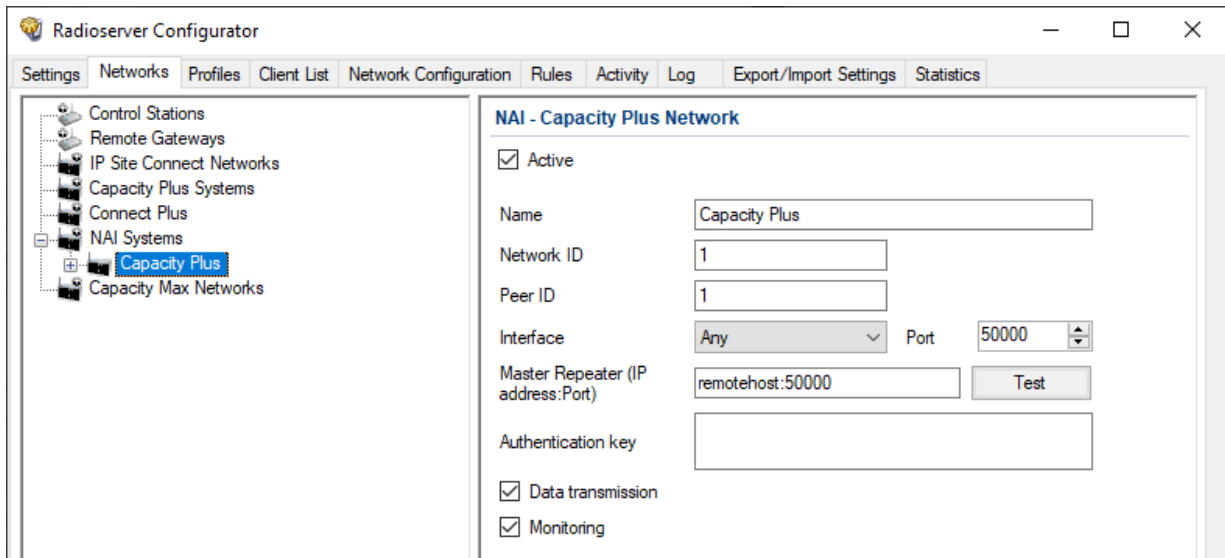 Radioserver Configurator
Settings Networks Profiles Client List Network Configuration Rules Activity Log Export/Import Settings Statistics
Control Stations
Remote Gateways
IP Site Connect Networks
Capacity Plus Systems
Connect Plus
NAI Systems
Capacity Plus
Capacity Max Networks
NAI - Capacity Plus Network
Active
Name Capacity Plus
Network ID 1
Peer ID 1
Interface Any Port 50000
Master Repeater (IP
address:Port) remotehost:50000 Test
Authentication key
Data transmission
Monitoring